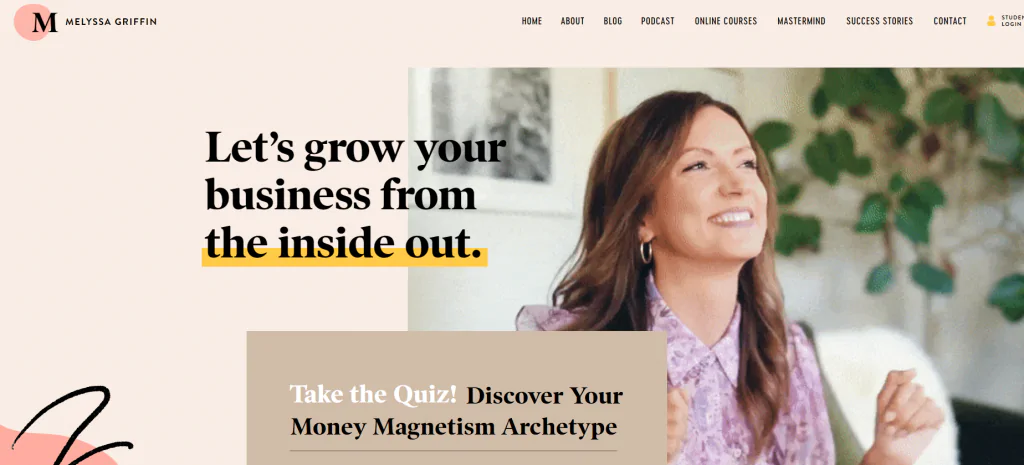 M MELYSSA GRIFFIN
HOME ABOUT BLOG PODCAST ONLINE COURSES MASTERMIND SUCCESS STORIES CONTACT
LOGIN
Let’s grow your
business from
the inside out.
Take the Quiz! Discover Your
Money Magnetism Archetype